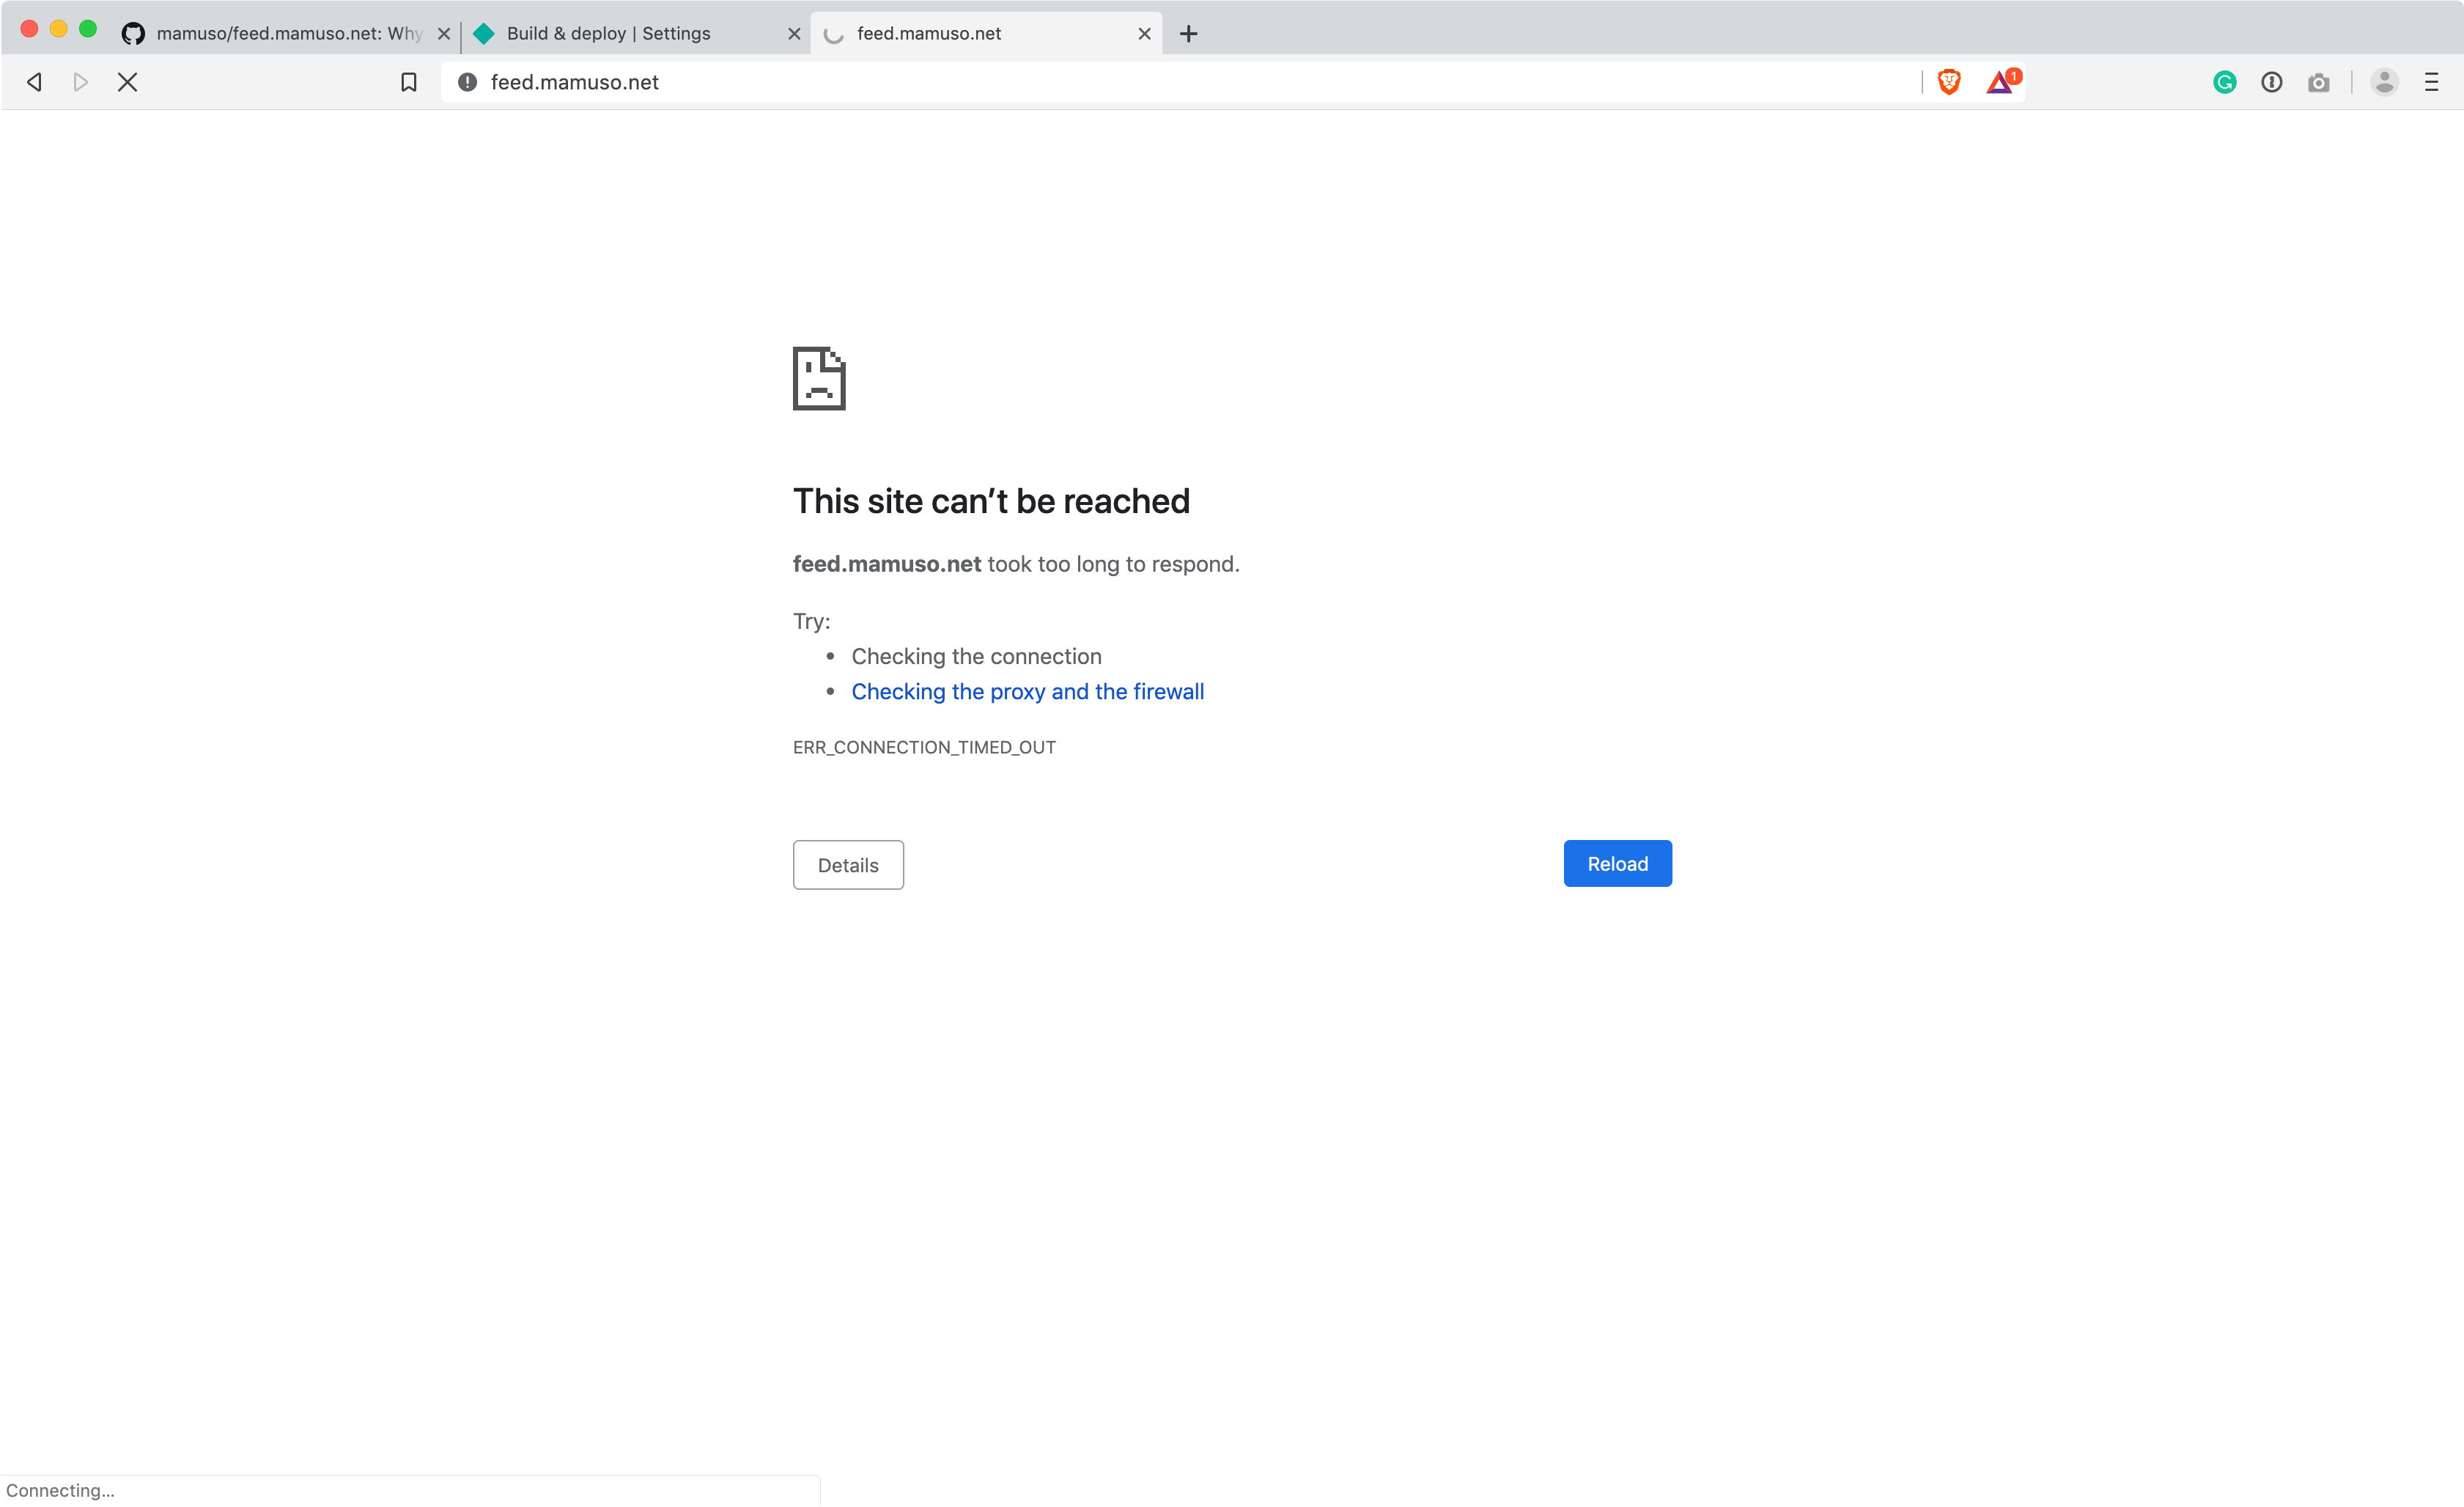 mamuso/feed.mamuso.net: Why
Build & deploy | Settings
feed.mamuso.net
feed.mamuso.net
1
This site can’t be reached
feed.mamuso.net took too long to respond.
Try:
• Checking the connection
• Checking the proxy and the firewall
ERR_CONNECTION_TIMED_OUT
Details
Reload
Connecting...